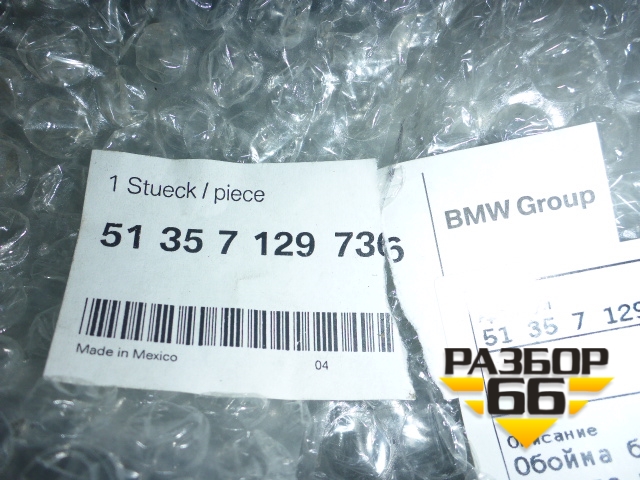 1 Stueck / piece
51 35 7 129 736
Made in Mexico
04
BMW Group
51 35 7 129
РАЗБОР
66
Описание
Обойма б